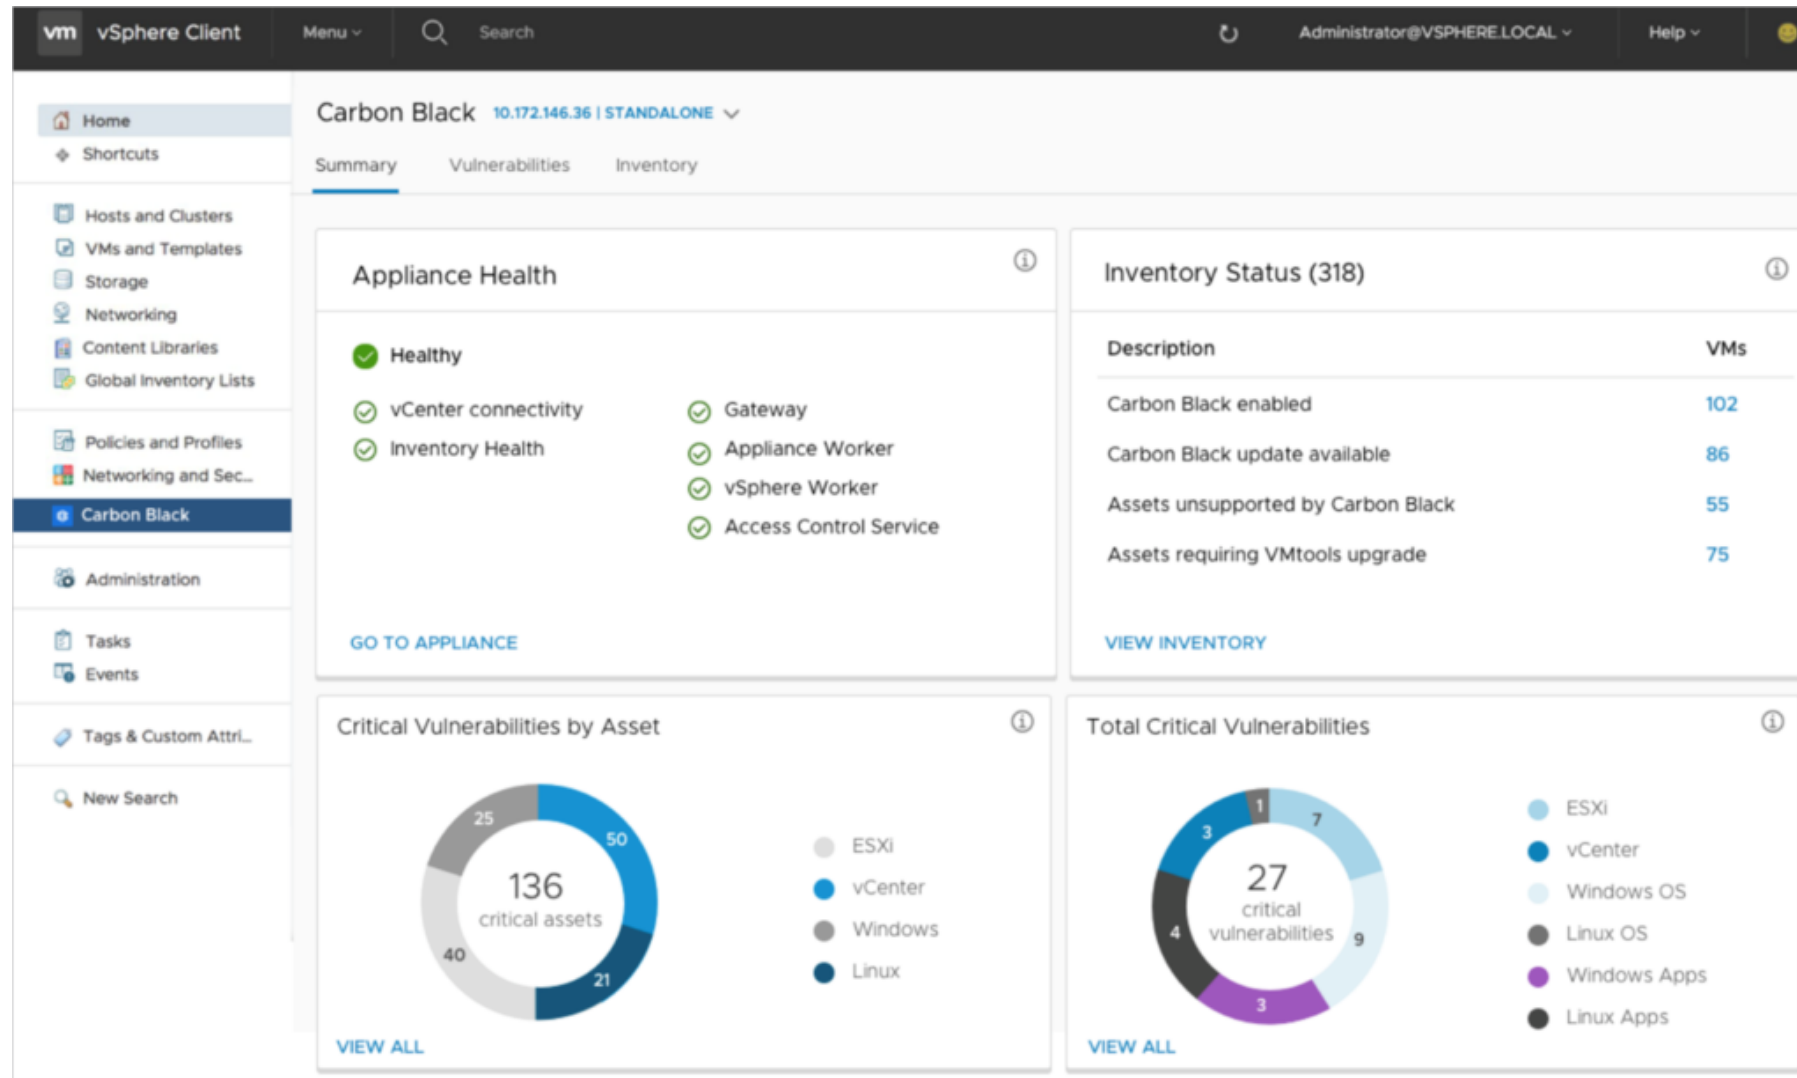 vm vSphere Client Menu Search Administrator@VSPHERE.LOCAL Help
Home
Shortcuts
Hosts and Clusters
VMs and Templates
Storage
Networking
Content Libraries
Global Inventory Lists
Policies and Profiles
Networking and Sec...
Carbon Black
Administration
Tasks
Events
Tags & Custom Attri...
New Search
Carbon Black 10.172.146.36 | STANDALONE
Summary Vulnerabilities Inventory
Appliance Health
Healthy
vCenter connectivity
Inventory Health
Gateway
Appliance Worker
vSphere Worker
Access Control Service
GO TO APPLIANCE
Inventory Status (318)
Description VMs
Carbon Black enabled 102
Carbon Black update available 86
Assets unsupported by Carbon Black 55
Assets requiring VMtools upgrade 75
VIEW INVENTORY
Critical Vulnerabilities by Asset
25
50
136
critical assets
40
21
ESXi
vCenter
Windows
Linux
VIEW ALL
Total Critical Vulnerabilities
1
7
3
27
critical
vulnerabilities
4
9
3
ESXi
vCenter
Windows OS
Linux OS
Windows Apps
Linux Apps
VIEW ALL